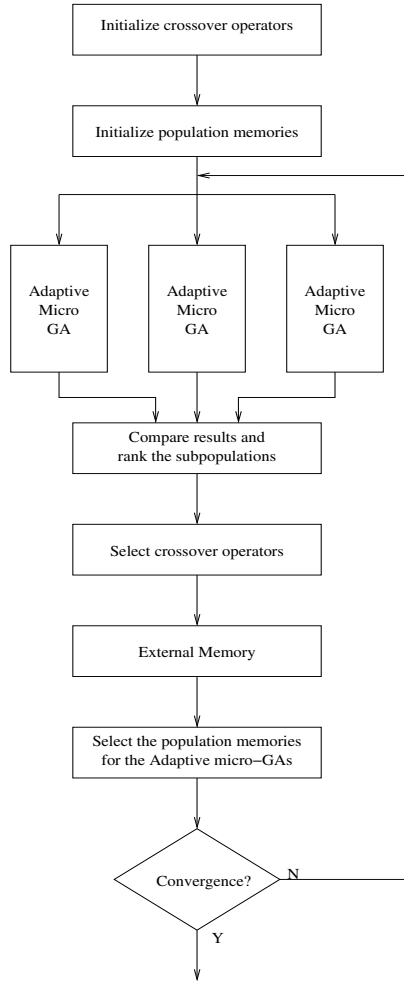 Initialize crossover operators
Initialize population memories
Adaptive
Micro
GA
Adaptive
Micro
GA
Adaptive
Micro
GA
Compare results and
rank the subpopulations
Select crossover operators
External Memory
Select the population memories
for the Adaptive micro−GAs
Convergence?
N
Y